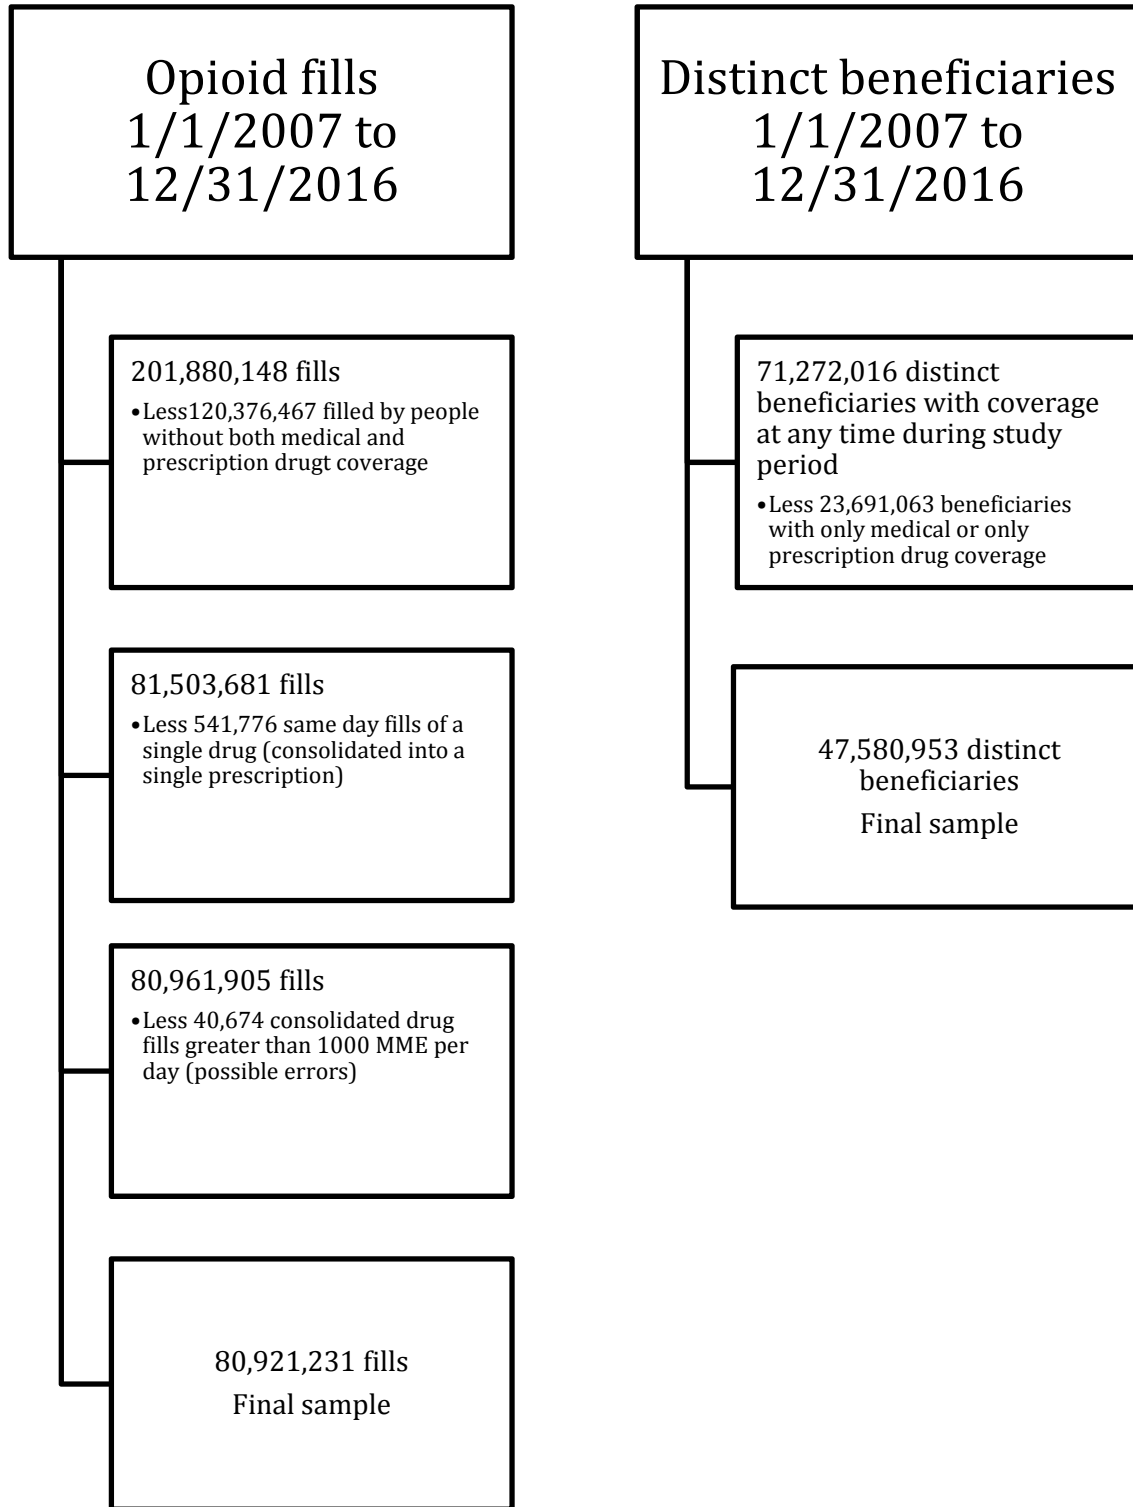 Opioid fills
1/1/2007 to
12/31/2016
201,880,148 fills
•Less120,376,467 filled by people
without both medical and
prescription drugt coverage
81,503,681 fills
•Less 541,776 same day fills of a
single drug (consolidated into a
single prescription)
80,961,905 fills
•Less 40,674 consolidated drug
fills greater than 1000 MME per
day (possible errors)
80,921,231 fills
Final sample
Distinct beneficiaries
1/1/2007 to
12/31/2016
71,272,016 distinct
beneficiaries with coverage
at any time during study
period
•Less 23,691,063 beneficiaries
with only medical or only
prescription drug coverage
47,580,953 distinct
beneficiaries
Final sample